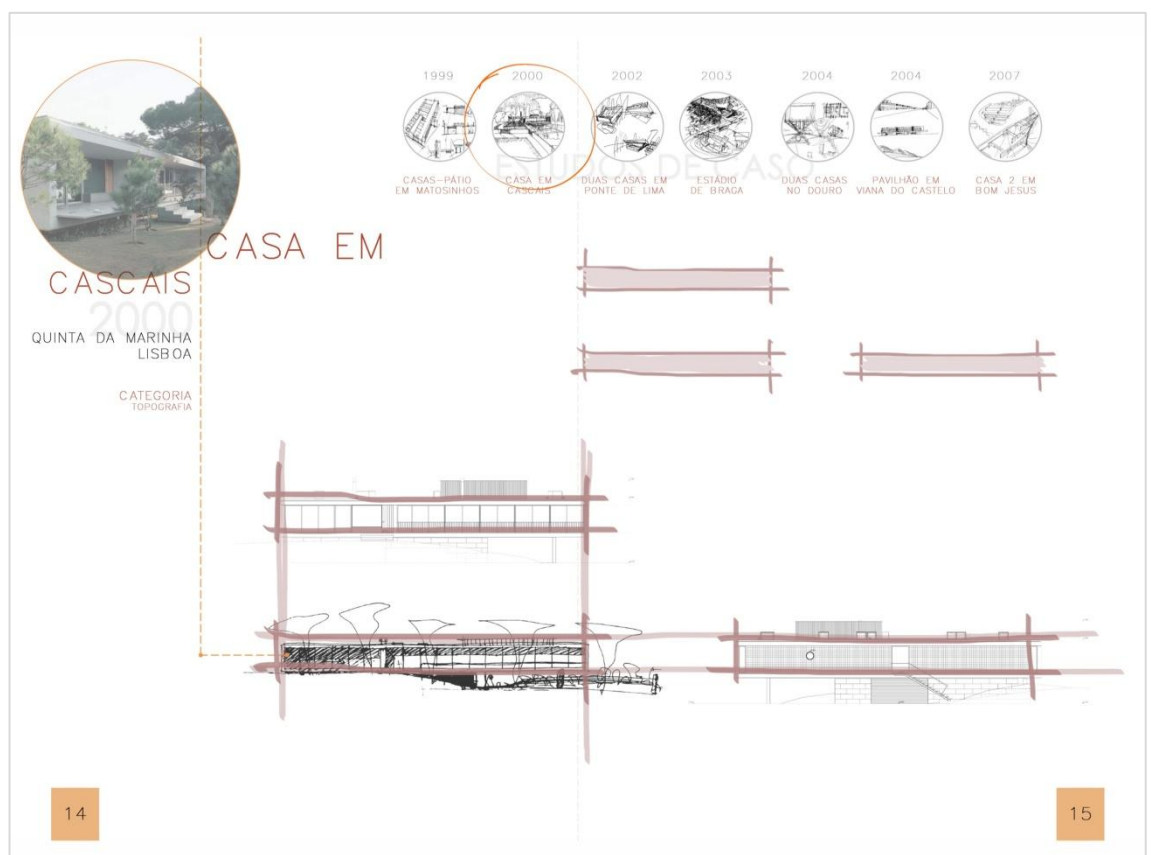 1999
2000
2002
2003
2004
2004
2007
ESTUDOS DE CASO
CASAS-PÁTIO
EM MATOSINHOS
CASA EM
CASCAIS
DUAS CASAS EM
PONTE DE LIMA
ESTÁDIO
DE BRAGA
DUAS CASAS
NO DOURO
PAVILHÃO EM
VIANA DO CASTELO
CASA 2 EM
BOM JESUS
CASA EM
CASCAIS
2000
QUINTA DA MARINHA
LISBOA
CATEGORIA
TOPOGRAFIA
14
15